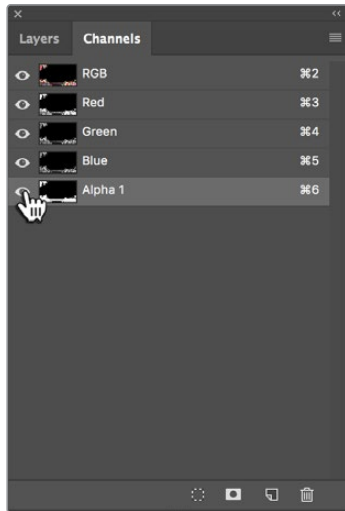 Layers Channels
RGB ⌘2
Red ⌘3
Green ⌘4
Blue ⌘5
Alpha 1 ⌘6